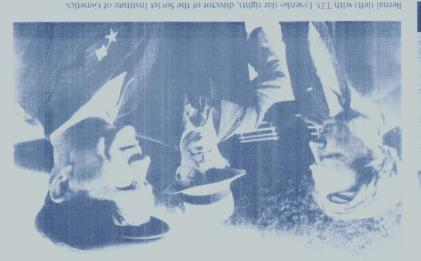 Bernal (left) with T.D. Lysenko (far right), director of the Soviet Institute of Genetics.